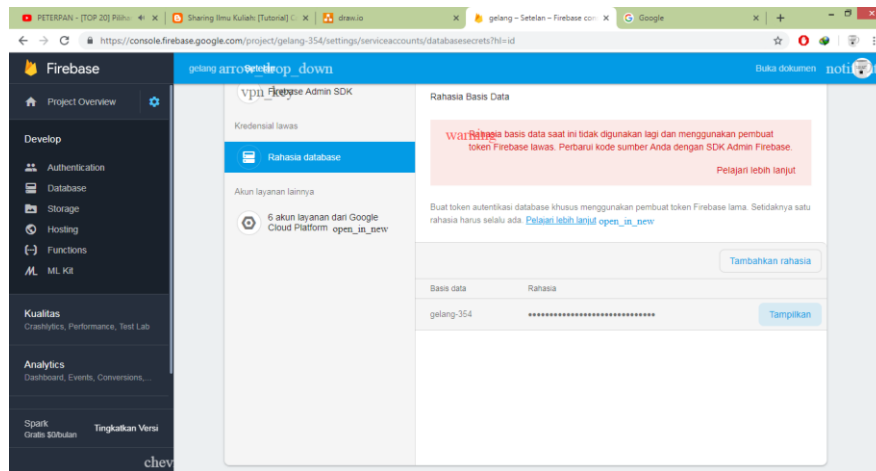 PETERPAN - [TOP 20] Piliha
Sharing Ilmu Kuliah: [Tutorial] C
draw.io
gelang – Setelan – Firebase con
Google
https://console.firebase.google.com/project/gelang-354/settings/serviceaccounts/databasesecrets?hl=id
Firebase
gelang
Setelan
arrow_drop_down
Buka dokumen
Project Overview
Develop
Authentication
Database
Storage
Hosting
Functions
ML Kit
Kualitas
Crashlytics, Performance, Test Lab
Analytics
Dashboard, Events, Conversions,...
Spark
Gratis $0/bulan
Tingkatkan Versi
chev
vpn_key
Firebase Admin SDK
Kredensial lawas
Rahasia database
Akun layanan lainnya
6 akun layanan dari Google
Cloud Platform open_in_new
Rahasia Basis Data
warning
Rahasia basis data saat ini tidak digunakan lagi dan menggunakan pembuat
token Firebase lawas. Perbarui kode sumber Anda dengan SDK Admin Firebase.
Pelajari lebih lanjut
Buat token autentikasi database khusus menggunakan pembuat token Firebase lama. Setidaknya satu
rahasia harus selalu ada. Pelajari lebih lanjut open_in_new
Tambahkan rahasia
Basis data Rahasia
gelang-354 ••••••••••••••••••••••••••••••
Tampilkan